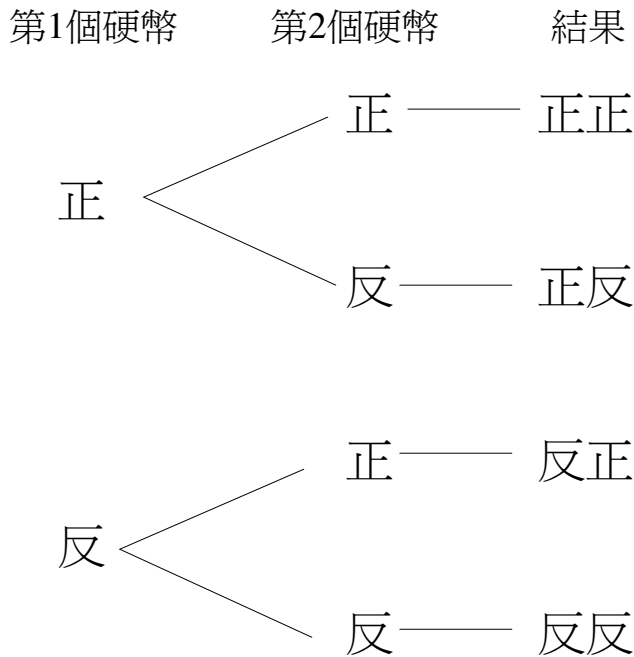 第1個硬幣 第2個硬幣 結果
正 正正
正
反 正反
正 反正
反
反 反反